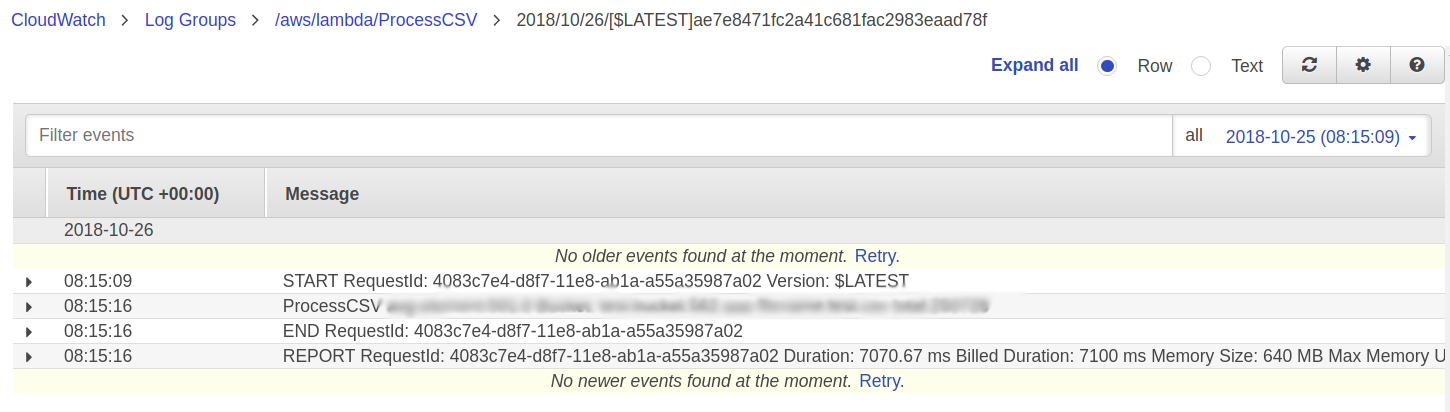 CloudWatch > Log Groups > /aws/lambda/ProcessCSV > 2018/10/26/[$LATEST]ae7e8471fc2a41c681fac2983eaad78f
Expand all Row Text
Filter events all 2018-10-25 (08:15:09)
Time (UTC +00:00) Message
2018-10-26
No older events found at the moment. Retry.
08:15:09 START RequestId: 4083c7e4-d8f7-11e8-ab1a-a55a35987a02 Version: $LATEST
08:15:16 ProcessCSV
08:15:16 END RequestId: 4083c7e4-d8f7-11e8-ab1a-a55a35987a02
08:15:16 REPORT RequestId: 4083c7e4-d8f7-11e8-ab1a-a55a35987a02 Duration: 7070.67 ms Billed Duration: 7100 ms Memory Size: 640 MB Max Memory U
No newer events found at the moment. Retry.